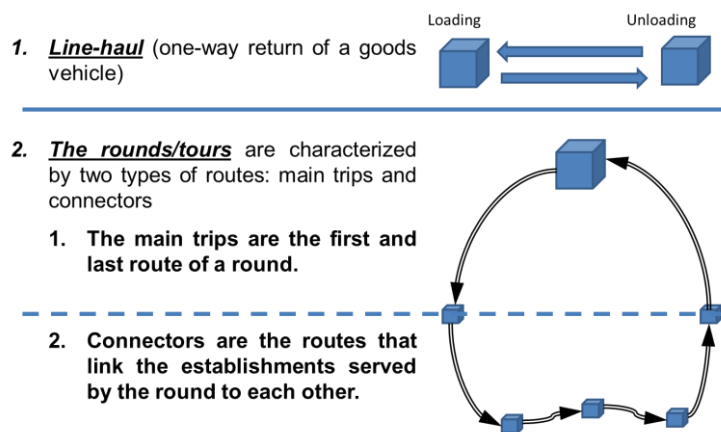 Loading
Unloading
1. Line-haul (one-way return of a goods
vehicle)
2. The rounds/tours are characterized
by two types of routes: main trips and
connectors
1. The main trips are the first and
last route of a round.
2. Connectors are the routes that
link the establishments served
by the round to each other.